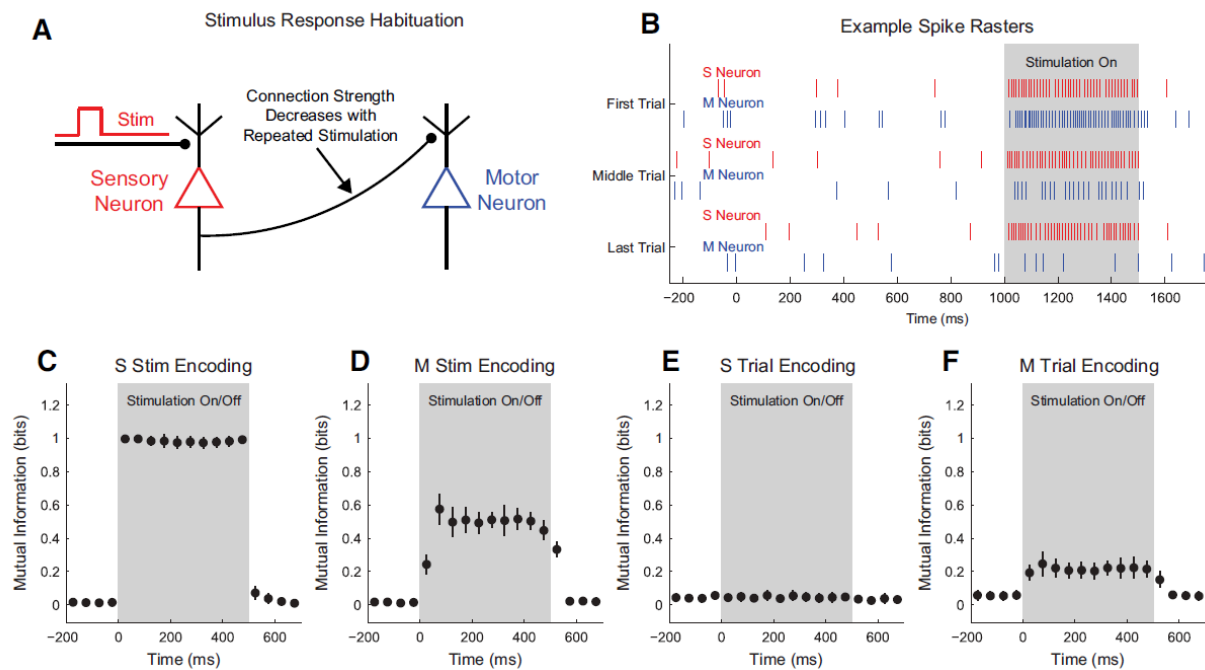 A
Stimulus Response Habituation
Stim
Connection Strength
Decreases with
Repeated Stimulation
Sensory
Neuron
Motor
Neuron
B
Example Spike Rasters
Stimulation On
First Trial
S Neuron
M Neuron
Middle Trial
S Neuron
M Neuron
Last Trial
S Neuron
M Neuron
−200 0 200 400 600 800 1000 1200 1400 1600
Time (ms)
C
S Stim Encoding
Stimulation On/Off
Mutual Information (bits)
1.2
1
0.8
0.6
0.4
0.2
0
−200 0 200 400 600
Time (ms)
D
M Stim Encoding
Stimulation On/Off
Mutual Information (bits)
1.2
1
0.8
0.6
0.4
0.2
0
−200 0 200 400 600
Time (ms)
E
S Trial Encoding
Stimulation On/Off
Mutual Information (bits)
1.2
1
0.8
0.6
0.4
0.2
0
−200 0 200 400 600
Time (ms)
F
M Trial Encoding
Stimulation On/Off
Mutual Information (bits)
1.2
1
0.8
0.6
0.4
0.2
0
−200 0 200 400 600
Time (ms)